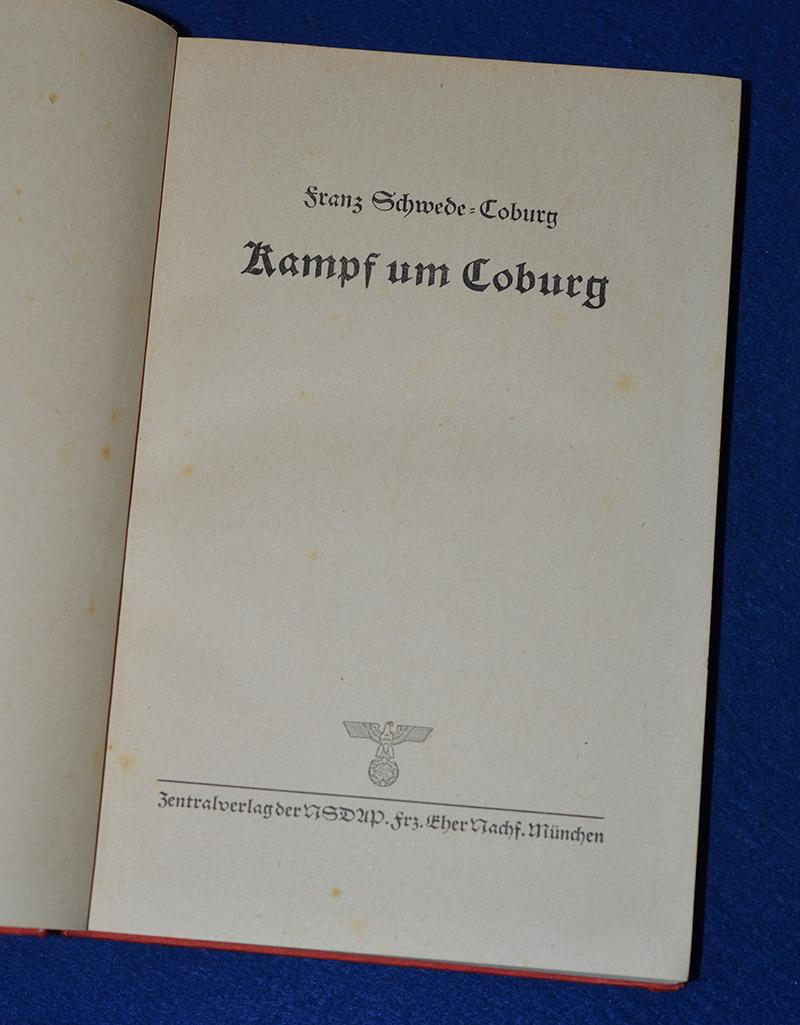 Franz Schwede-Coburg
Kampf um Coburg
Zentralverlag der NSDAP. Frz. Eher Nachf. München